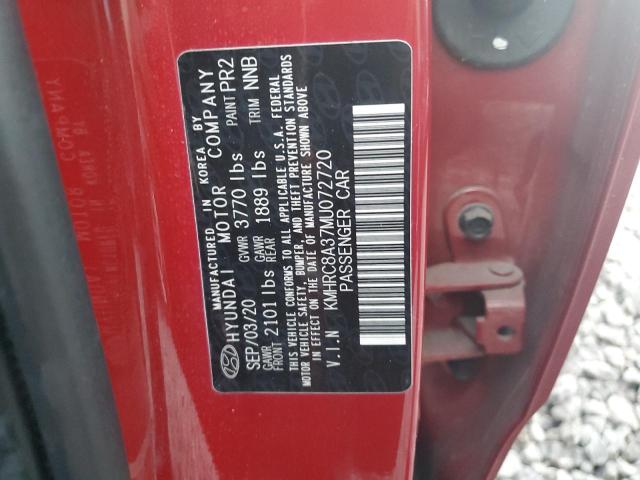 MANUFACTURED IN KOREA BY
HYUNDAI MOTOR COMPANY
SEP/03/20 GVWR 3770 lbs PAINT PR2
GAWR FRONT 2101 lbs GAWR REAR 1889 lbs TRIM NNB
THIS VEHICLE CONFORMS TO ALL APPLICABLE U.S.A. FEDERAL
MOTOR VEHICLE SAFETY, BUMPER, AND THEFT PREVENTION STANDARDS
IN EFFECT ON THE DATE OF MANUFACTURE SHOWN ABOVE
V.I.N KMHRC8A37MU072720
PASSENGER CAR